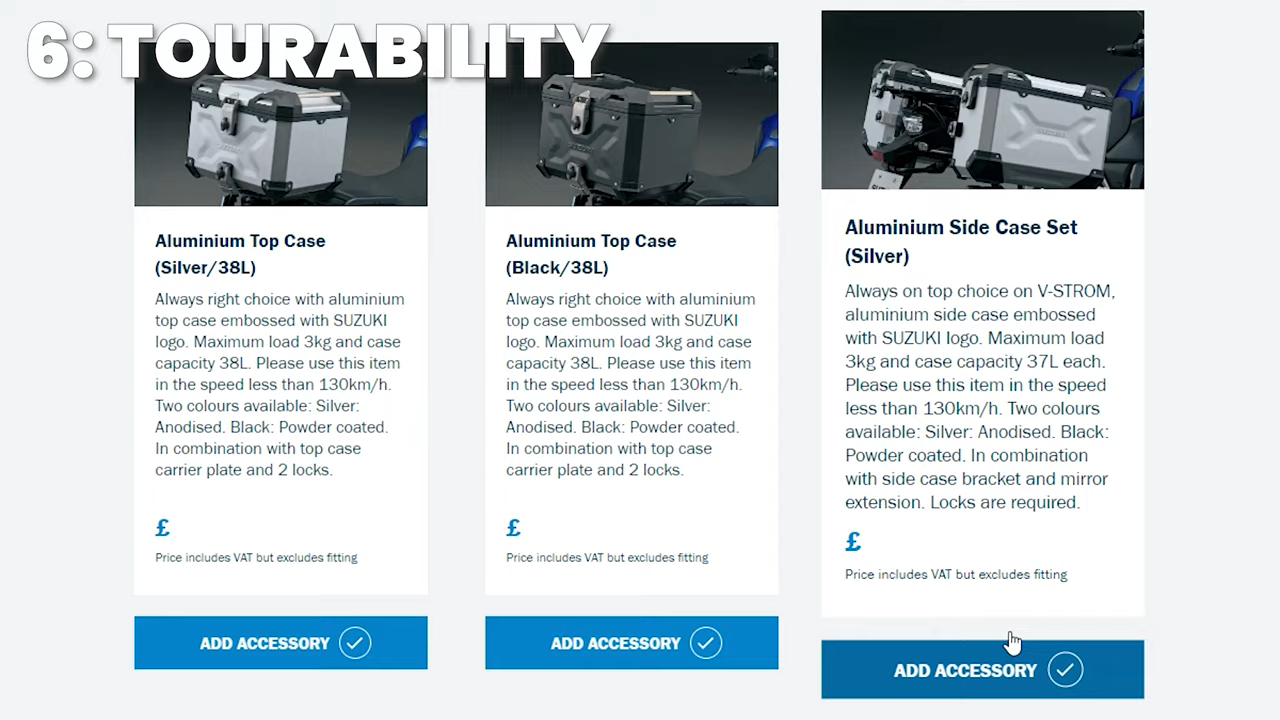 6: TOURABILITY
Aluminium Top Case
(Silver/38L)
Always right choice with aluminium
top case embossed with SUZUKI
logo. Maximum load 3kg and case
capacity 38L. Please use this item
in the speed less than 130km/h.
Two colours available: Silver:
Anodised. Black: Powder coated.
In combination with top case
carrier plate and 2 locks.
£
Price includes VAT but excludes fitting
ADD ACCESSORY
Aluminium Top Case
(Black/38L)
Always right choice with aluminium
top case embossed with SUZUKI
logo. Maximum load 3kg and case
capacity 38L. Please use this item
in the speed less than 130km/h.
Two colours available: Silver:
Anodised. Black: Powder coated.
In combination with top case
carrier plate and 2 locks.
£
Price includes VAT but excludes fitting
ADD ACCESSORY
Aluminium Side Case Set
(Silver)
Always on top choice on V-STROM,
aluminium side case embossed
with SUZUKI logo. Maximum load
3kg and case capacity 37L each.
Please use this item in the speed
less than 130km/h. Two colours
available: Silver: Anodised. Black:
Powder coated. In combination
with side case bracket and mirror
extension. Locks are required.
£
Price includes VAT but excludes fitting
ADD ACCESSORY